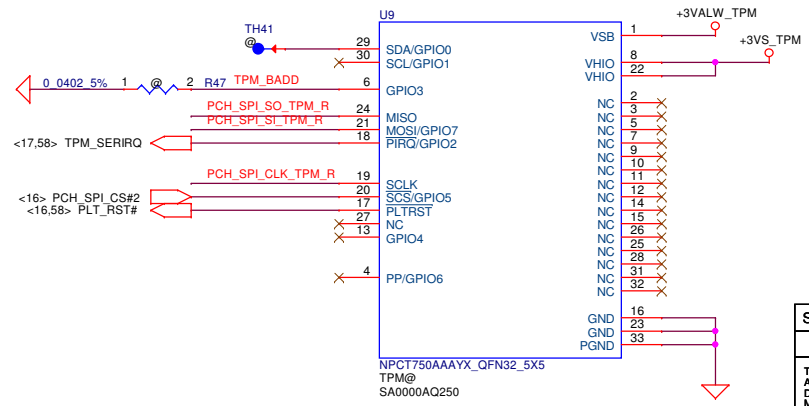 U9
+3VALW_TPM
TH41
@
29 SDA/GPIO0 VSB 1
+3VS_TPM
30 SCL/GPIO1
VHIO 8
VHIO 22
0_0402_5% 1 @ 2 R47 TPM_BADD 6 GPIO3
NC 2
PCH_SPI_SO_TPM_R 24 MISO NC 3
PCH_SPI_SI_TPM_R 21 MOSI/GPIO7 NC 5
<17,58> TPM_SERIRQ 18 PIRQ/GPIO2 NC 7
NC 9
NC 10
PCH_SPI_CLK_TPM_R 19 SCLK NC 11
<16> PCH_SPI_CS#2 20 SCS/GPIO5 NC 12
<16,58> PLT_RST# 17 PLTRST NC 14
27 NC NC 15
13 GPIO4 NC 26
NC 25
NC 28
4 PP/GPIO6 NC 31
NC 32
GND 16
GND 23
PGND 33
NPCT750AAAYX_QFN32_5X5
TPM@
SA0000AQ250
S
T
A
D